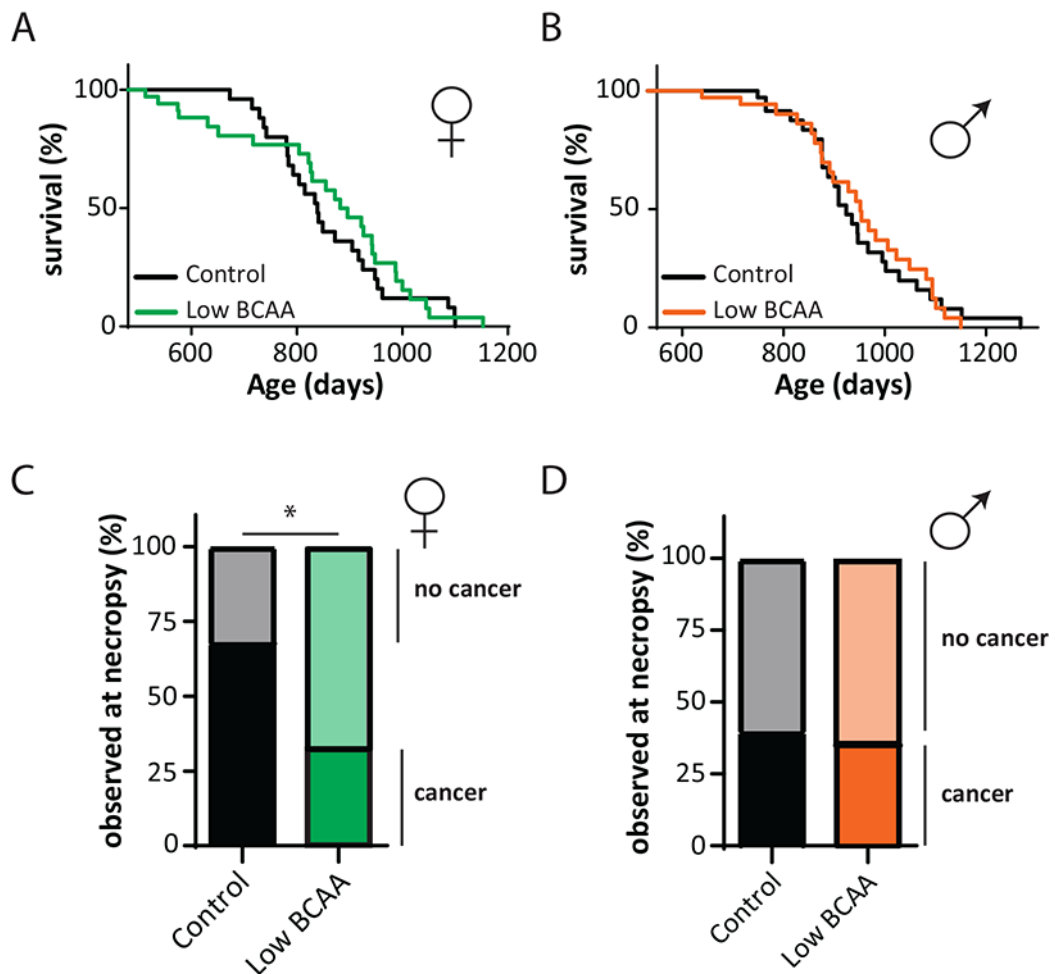 A
survival (%)
100
50
0
Control
Low BCAA
600
800
1000
1200
Age (days)
B
survival (%)
100
50
0
Control
Low BCAA
600
800
1000
1200
Age (days)
C
observed at necropsy (%)
100
75
50
25
0
*
no cancer
cancer
Control
Low BCAA
D
observed at necropsy (%)
100
75
50
25
0
no cancer
cancer
Control
Low BCAA